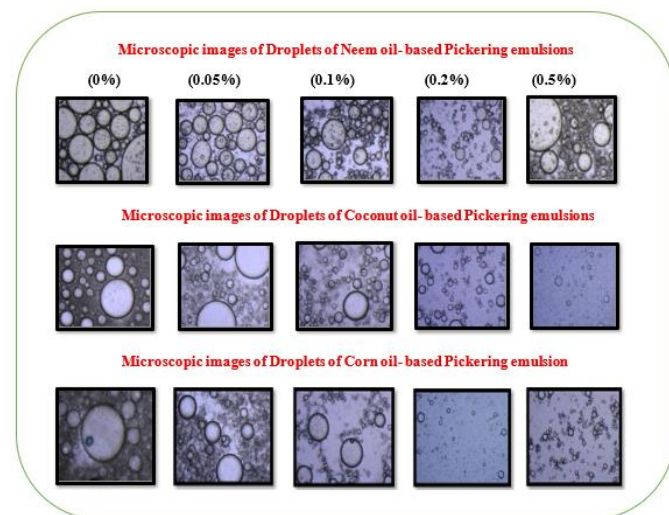 Microscopic images of Droplets of Neem oil- based Pickering emulsions
(0%) (0.05%) (0.1%) (0.2%) (0.5%)
Microscopic images of Droplets of Coconut oil- based Pickering emulsions
Microscopic images of Droplets of Corn oil- based Pickering emulsion